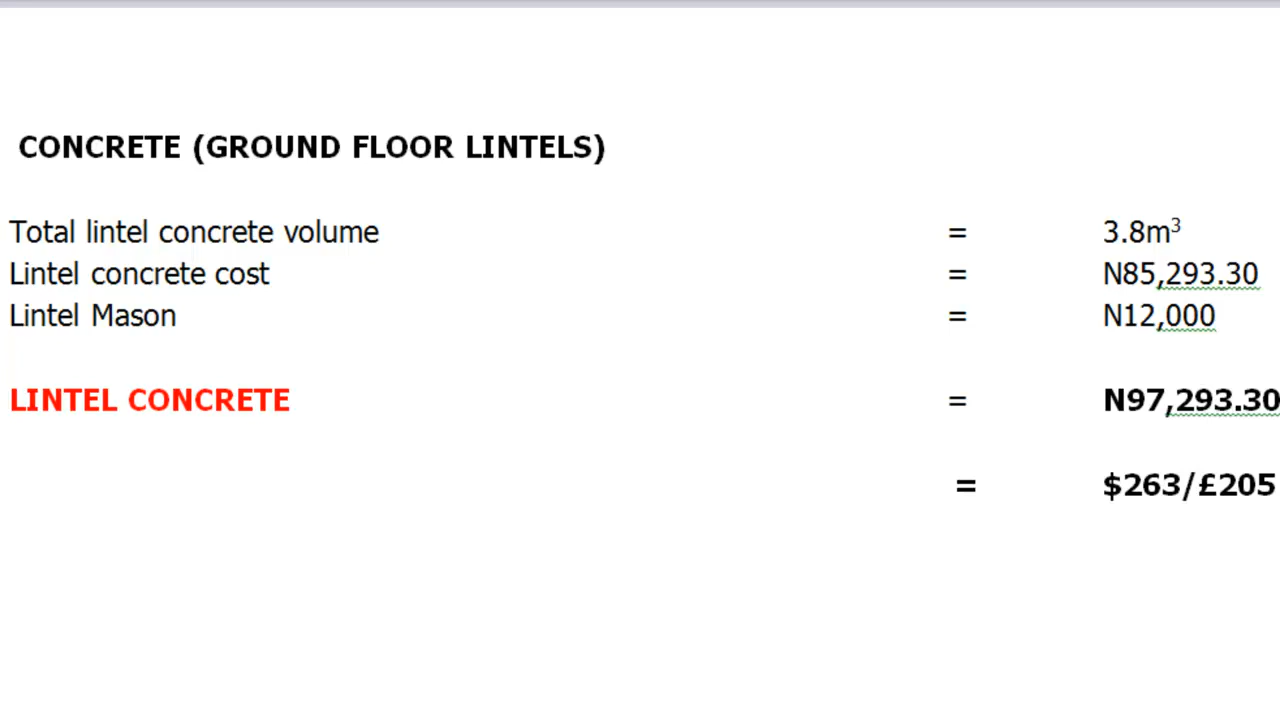 CONCRETE (GROUND FLOOR LINTELS)
Total lintel concrete volume = 3.8m³
Lintel concrete cost = N85,293.30
Lintel Mason = N12,000
LINTEL CONCRETE = N97,293.30
= $263/£205